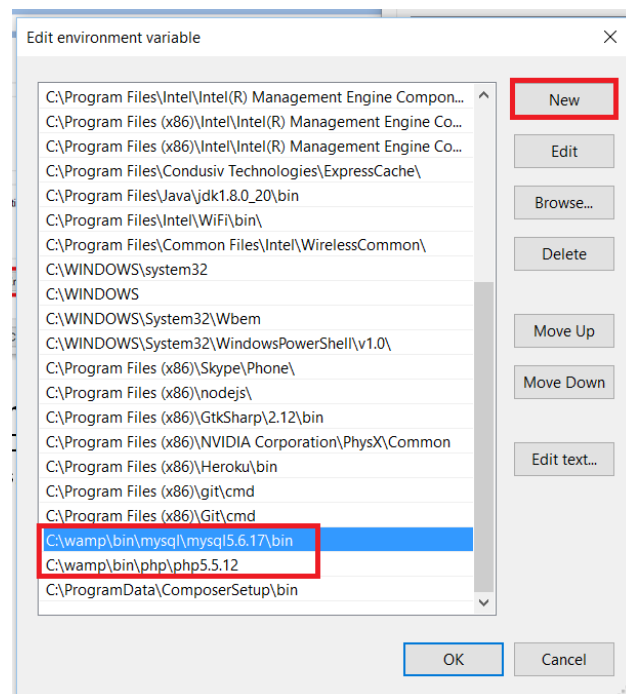 Edit environment variable
C:\Program Files\Intel\Intel(R) Management Engine Compon...
New
C:\Program Files (x86)\Intel\Intel(R) Management Engine Co...
C:\Program Files (x86)\Intel\Intel(R) Management Engine Co...
Edit
C:\Program Files\Condusiv Technologies\ExpressCache\
C:\Program Files\Java\jdk1.8.0_20\bin
Browse...
C:\Program Files\Intel\WiFi\bin\
C:\Program Files\Common Files\Intel\WirelessCommon\
Delete
C:\WINDOWS\system32
C:\WINDOWS
C:\WINDOWS\System32\Wbem
Move Up
C:\WINDOWS\System32\WindowsPowerShell\v1.0\
C:\Program Files (x86)\Skype\Phone\
Move Down
C:\Program Files (x86)\nodejs\
C:\Program Files (x86)\GtkSharp\2.12\bin
C:\Program Files (x86)\NVIDIA Corporation\PhysX\Common
Edit text...
C:\Program Files (x86)\Heroku\bin
C:\Program Files (x86)\git\cmd
C:\Program Files (x86)\Git\cmd
C:\wamp\bin\mysql\mysql5.6.17\bin
C:\wamp\bin\php\php5.5.12
C:\ProgramData\ComposerSetup\bin
OK
Cancel